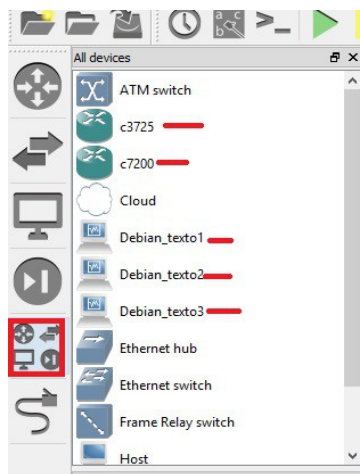 a c
b
>_
All devices
ATM switch
c3725
c7200
Cloud
Debian_texto1
Debian_texto2
Debian_texto3
Ethernet hub
Ethernet switch
Frame Relay switch
Host